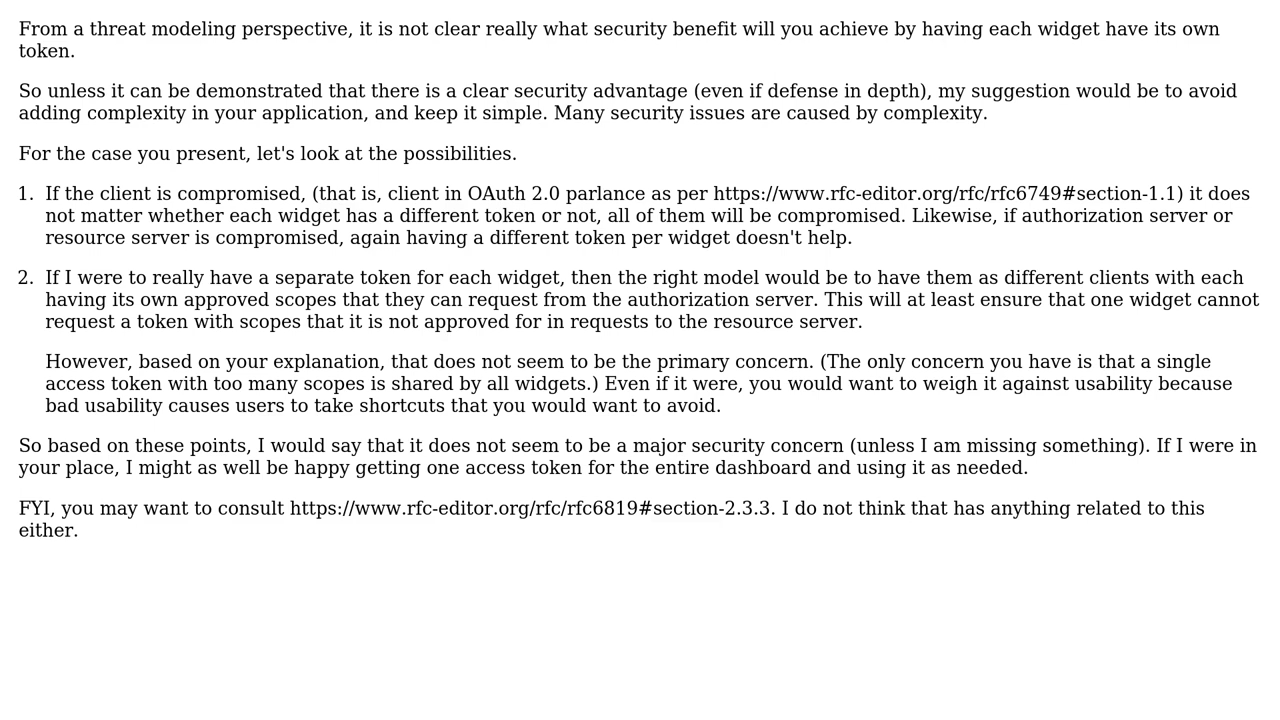 From a threat modeling perspective, it is not clear really what security benefit will you achieve by having each widget have its own
token.
So unless it can be demonstrated that there is a clear security advantage (even if defense in depth), my suggestion would be to avoid
adding complexity in your application, and keep it simple. Many security issues are caused by complexity.
For the case you present, let's look at the possibilities.
1. If the client is compromised, (that is, client in OAuth 2.0 parlance as per https://www.rfc-editor.org/rfc/rfc6749#section-1.1) it does
not matter whether each widget has a different token or not, all of them will be compromised. Likewise, if authorization server or
resource server is compromised, again having a different token per widget doesn't help.
2. If I were to really have a separate token for each widget, then the right model would be to have them as different clients with each
having its own approved scopes that they can request from the authorization server. This will at least ensure that one widget cannot
request a token with scopes that it is not approved for in requests to the resource server.
However, based on your explanation, that does not seem to be the primary concern. (The only concern you have is that a single
access token with too many scopes is shared by all widgets.) Even if it were, you would want to weigh it against usability because
bad usability causes users to take shortcuts that you would want to avoid.
So based on these points, I would say that it does not seem to be a major security concern (unless I am missing something). If I were in
your place, I might as well be happy getting one access token for the entire dashboard and using it as needed.
FYI, you may want to consult https://www.rfc-editor.org/rfc/rfc6819#section-2.3.3. I do not think that has anything related to this
either.